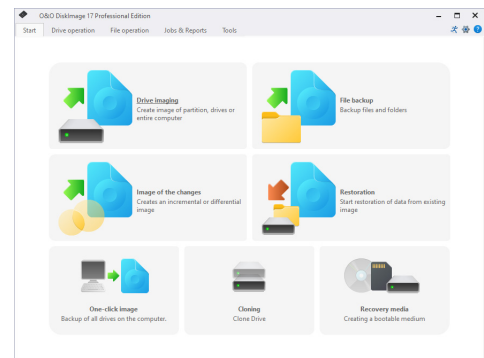 O&O DiskImage 17 Professional Edition
Start Drive operation File operation Jobs & Reports Tools
Drive imaging
Create image of partition, drives or
entire computer
File backup
Backup files and folders
Image of the changes
Creates an incremental or differential
image
Restoration
Start restoration of data from existing
image
One-click image
Backup of all drives on the computer.
Cloning
Clone Drive
Recovery media
Creating a bootable medium